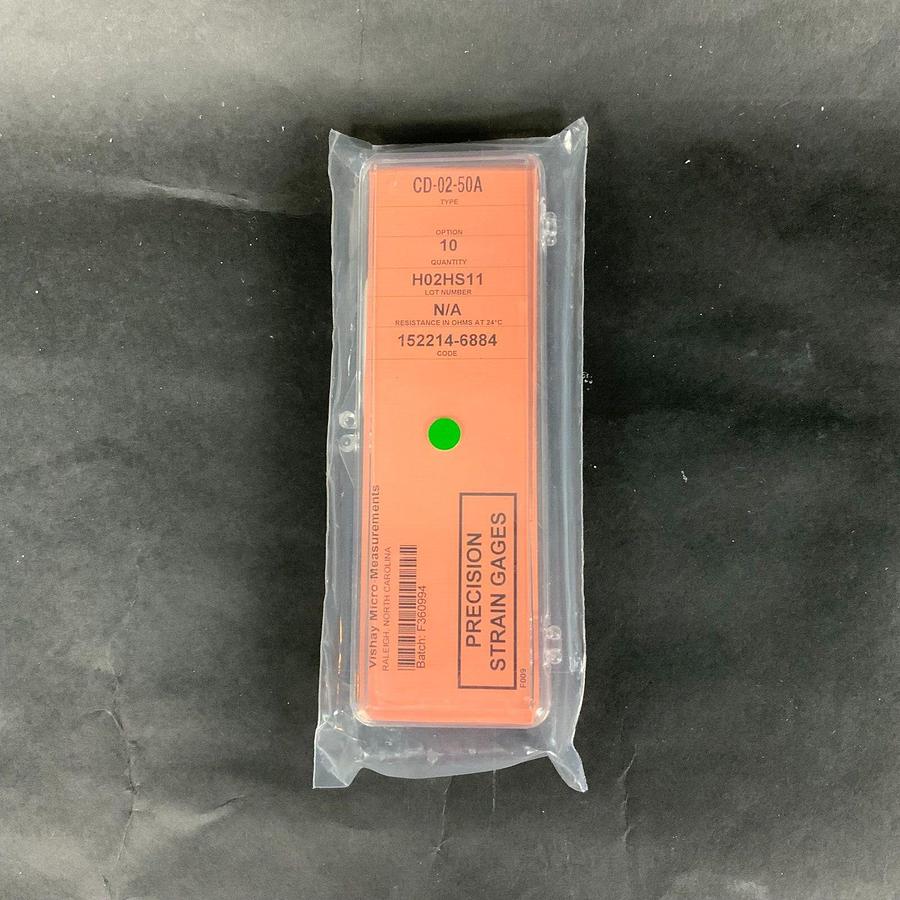 CD-02-50A
TYPE
OPTION
10
QUANTITY
H02HS11
LOT NUMBER
N/A
RESISTANCE IN OHMS AT 24°C
152214-6884
CODE
Vishay Micro-Measurements
RALEIGH, NORTH CAROLINA
Batch: F360994
PRECISION
STRAIN GAGES
F009